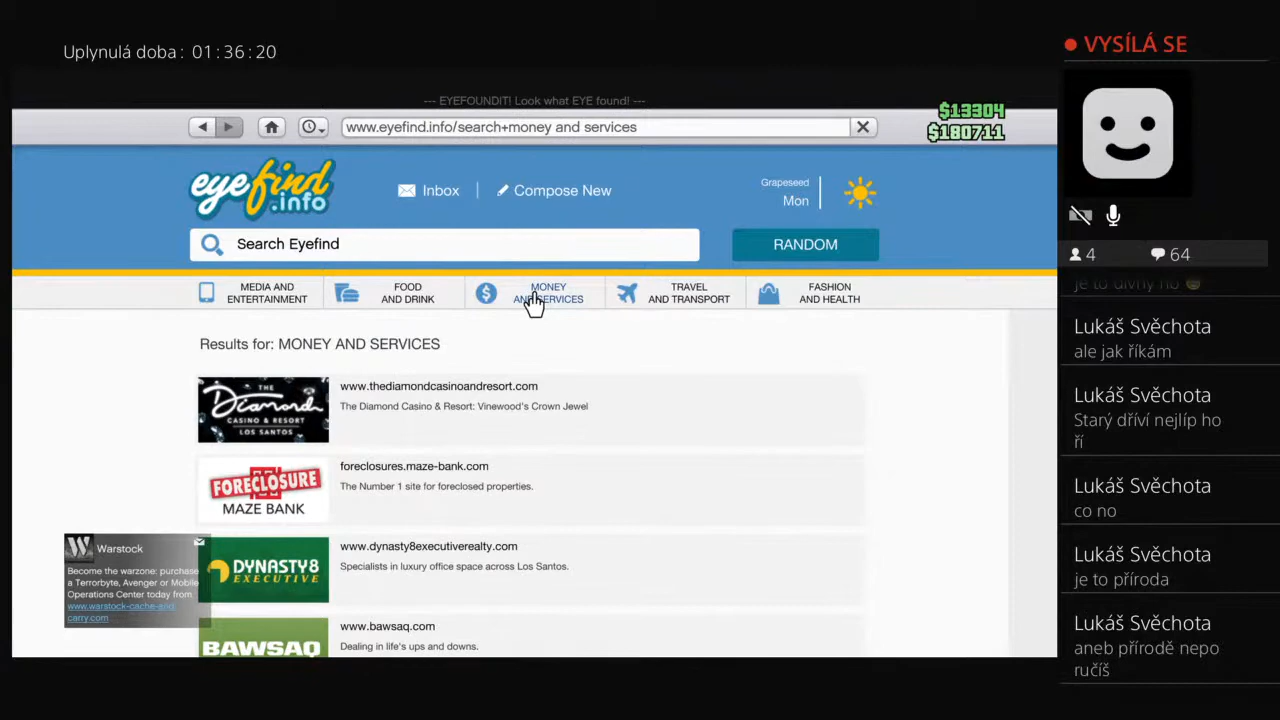 Uplynulá doba: 01:36:20
VYSÍLÁ SE
--- EYEFOUNDIT! Look what EYE found! ---
www.eyefind.info/search+money and services
$13304
$180711
eyefind
.info
Inbox
Compose New
Grapeseed
Mon
Search Eyefind
RANDOM
MEDIA AND
ENTERTAINMENT
FOOD
AND DRINK
MONEY
AND SERVICES
TRAVEL
AND TRANSPORT
FASHION
AND HEALTH
Results for: MONEY AND SERVICES
THE
Diamond
CASINO & RESORT
LOS SANTOS
www.thediamondcasinoandresort.com
The Diamond Casino & Resort: Vinewood's Crown Jewel
FORECLOSURE
MAZE BANK
foreclosures.maze-bank.com
The Number 1 site for foreclosed properties.
DYNASTY8
EXECUTIVE
www.dynasty8executiverealty.com
Specialists in luxury office space across Los Santos.
BAWSAQ
www.bawsaq.com
Dealing in life's ups and downs.
W
Warstock
Become the warzone: purchase
a Terrorbyte, Avenger or Mobile
Operations Center today from
www.warstock-cache-and-
carry.com
4
64
je to divný no
Lukáš Svěchota
ale jak říkám
Lukáš Svěchota
Starý dříví nejlíp ho
ří
Lukáš Svěchota
co no
Lukáš Svěchota
je to příroda
Lukáš Svěchota
aneb přírodě nepo
ručíš